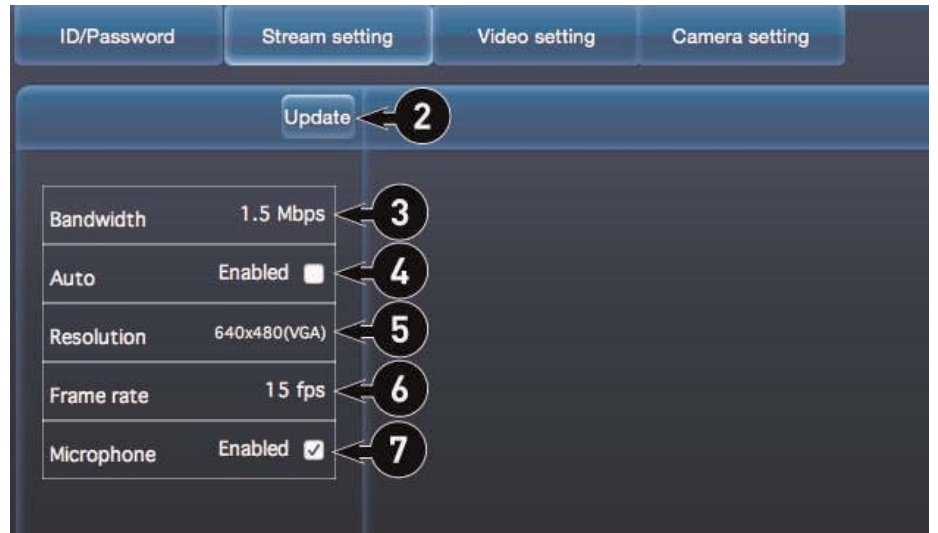 ID/Password Stream setting Video setting Camera setting
Update 2
Bandwidth 1.5 Mbps 3
Auto Enabled 4
Resolution 640x480(VGA) 5
Frame rate 15 fps 6
Microphone Enabled 7